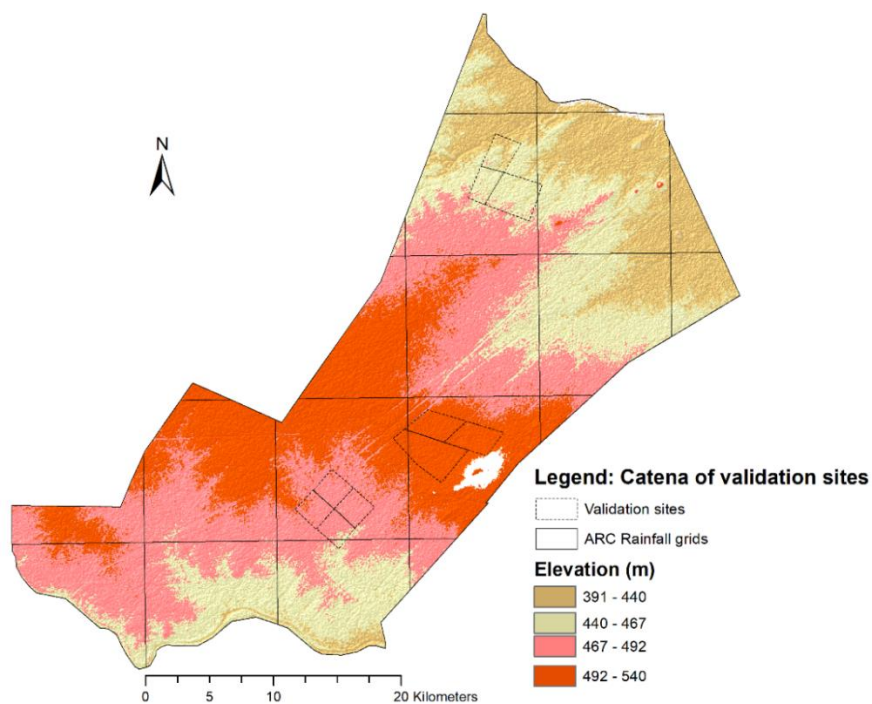 N
Legend: Catena of validation sites
Validation sites
ARC Rainfall grids
Elevation (m)
391 - 440
440 - 467
467 - 492
492 - 540
0 5 10 20 Kilometers